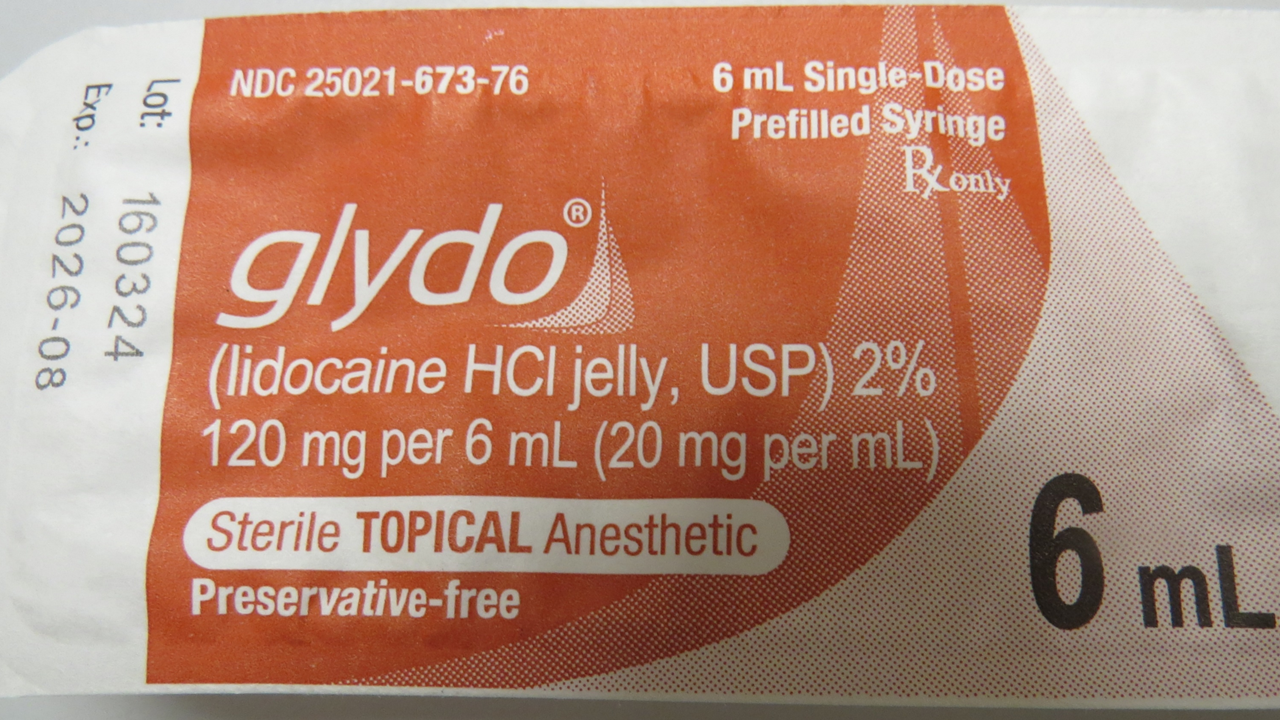 Lot: 160324
Exp.: 2026-08
NDC 25021-673-76
6 mL Single-Dose
Prefilled Syringe
Rx only
glydo®
(lidocaine HCl jelly, USP) 2%
120 mg per 6 mL (20 mg per mL)
Sterile TOPICAL Anesthetic
Preservative-free
6 mL